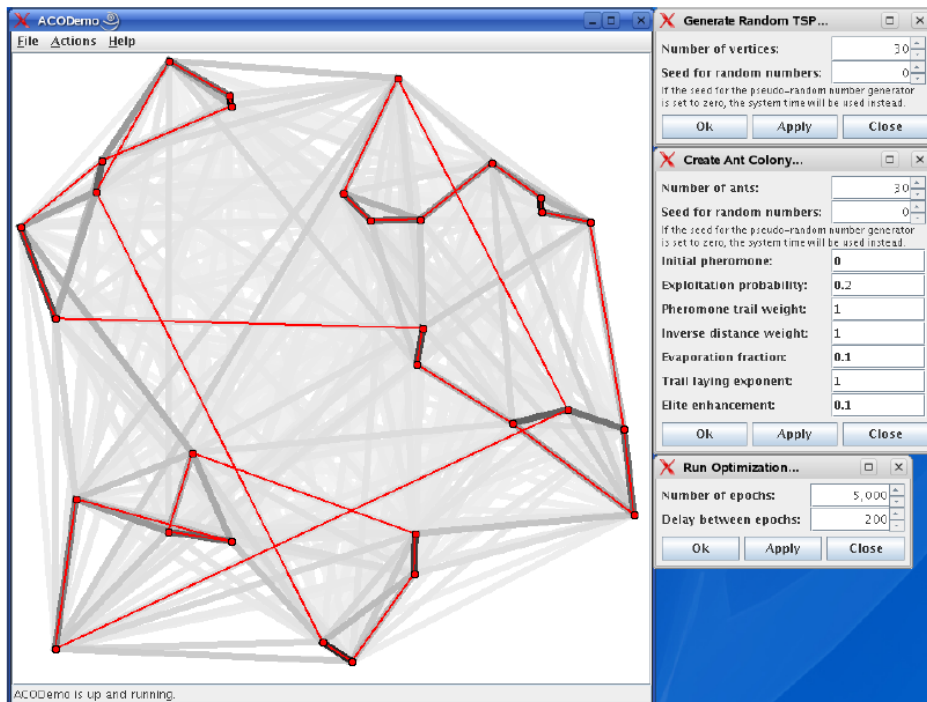 ACODemo
File Actions Help
ACODemo is up and running.
Generate Random TSP...
Number of vertices: 30
Seed for random numbers: 0
If the seed for the pseudo-random number generator
is set to zero, the system time will be used instead.
Ok Apply Close
Create Ant Colony...
Number of ants: 30
Seed for random numbers: 0
If the seed for the pseudo-random number generator
is set to zero, the system time will be used instead.
Initial pheromone: 0
Exploitation probability: 0.2
Pheromone trail weight: 1
Inverse distance weight: 1
Evaporation fraction: 0.1
Trail laying exponent: 1
Elite enhancement: 0.1
Ok Apply Close
Run Optimization...
Number of epochs: 5,000
Delay between epochs: 200
Ok Apply Close